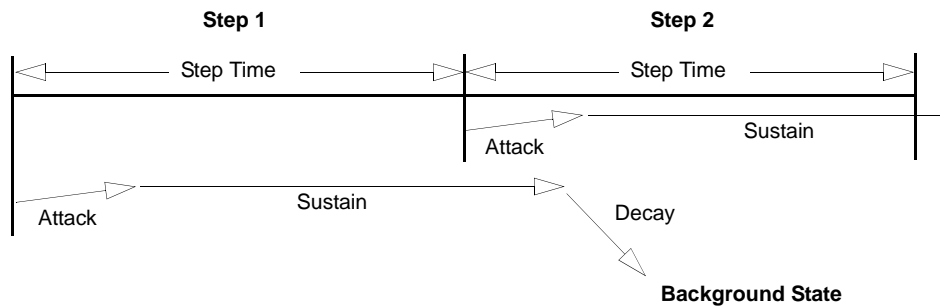 Step 1
Step 2
Step Time
Step Time
Attack
Sustain
Attack
Sustain
Decay
Background State